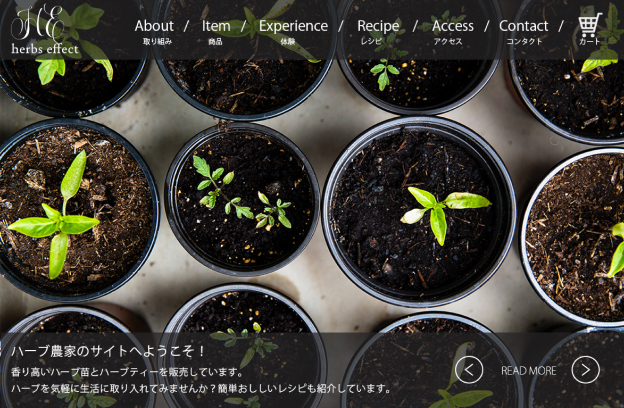 HE
herbs effect
About / Item / Experience / Recipe / Access / Contact /
取り組み 商品 体験 レシピ アクセス コンタクト カート
ハーブ農家のサイトへようこそ！
香り高いハーブ苗とハーブティーを販売しています。
ハーブを気軽に生活に取り入れてみませんか？簡単おししいレシピも紹介しています。
READ MORE